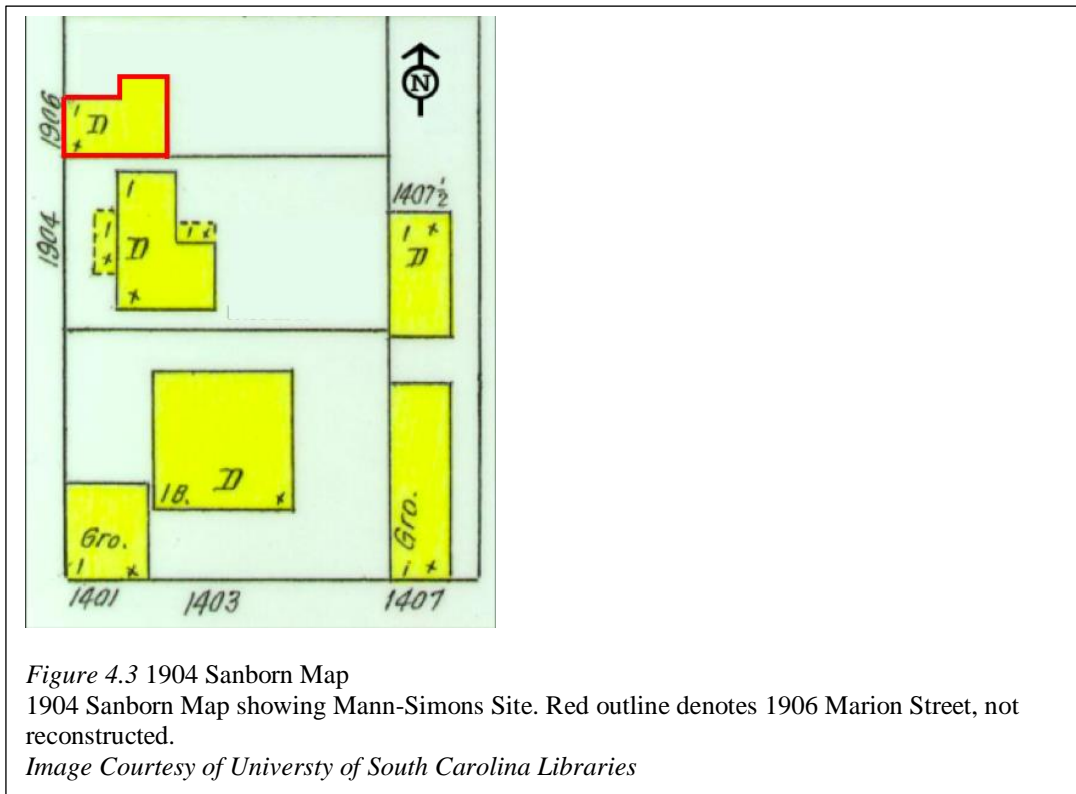 N
1906
1
D
x
1904
1
1
D
x
1 x
x
1407½
1 x
D
1B.
D
x
Gro.
1 x
Gro.
1 x
1401
1403
1407
Figure 4.3 1904 Sanborn Map
1904 Sanborn Map showing Mann-Simons Site. Red outline denotes 1906 Marion Street, not
reconstructed.
Image Courtesy of Universty of South Carolina Libraries